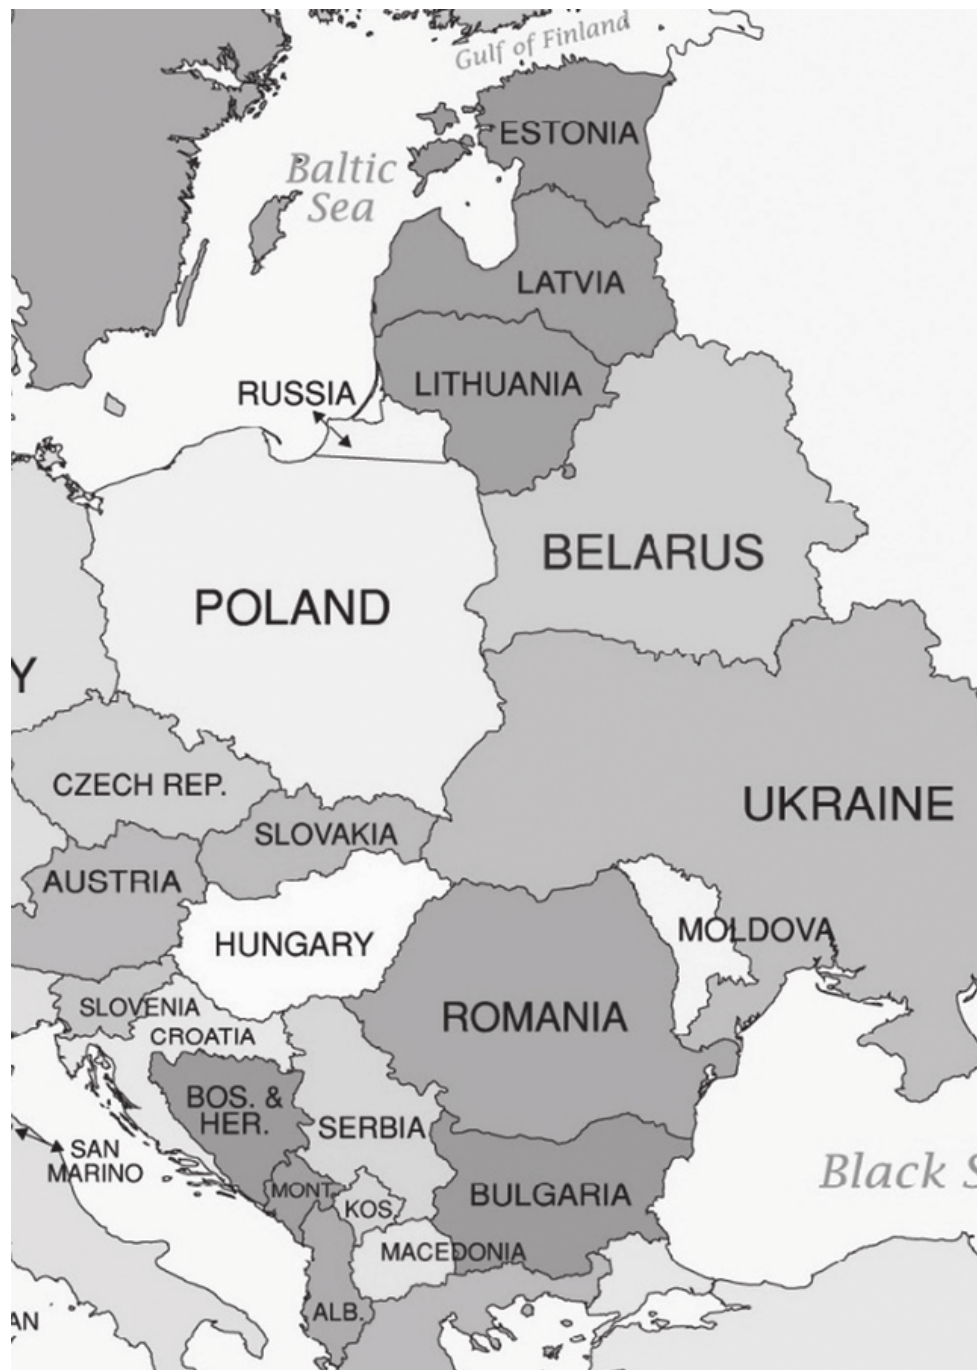 Gulf of Finland
ESTONIA
Baltic
Sea
LATVIA
RUSSIA
LITHUANIA
BELARUS
POLAND
Y
CZECH REP.
UKRAINE
SLOVAKIA
AUSTRIA
MOLDOVA
HUNGARY
SLOVENIA
ROMANIA
CROATIA
BOS. &
HER.
SERBIA
SAN
MARINO
Black S
MONT.
KOS.
BULGARIA
MACEDONIA
ALB.
AN